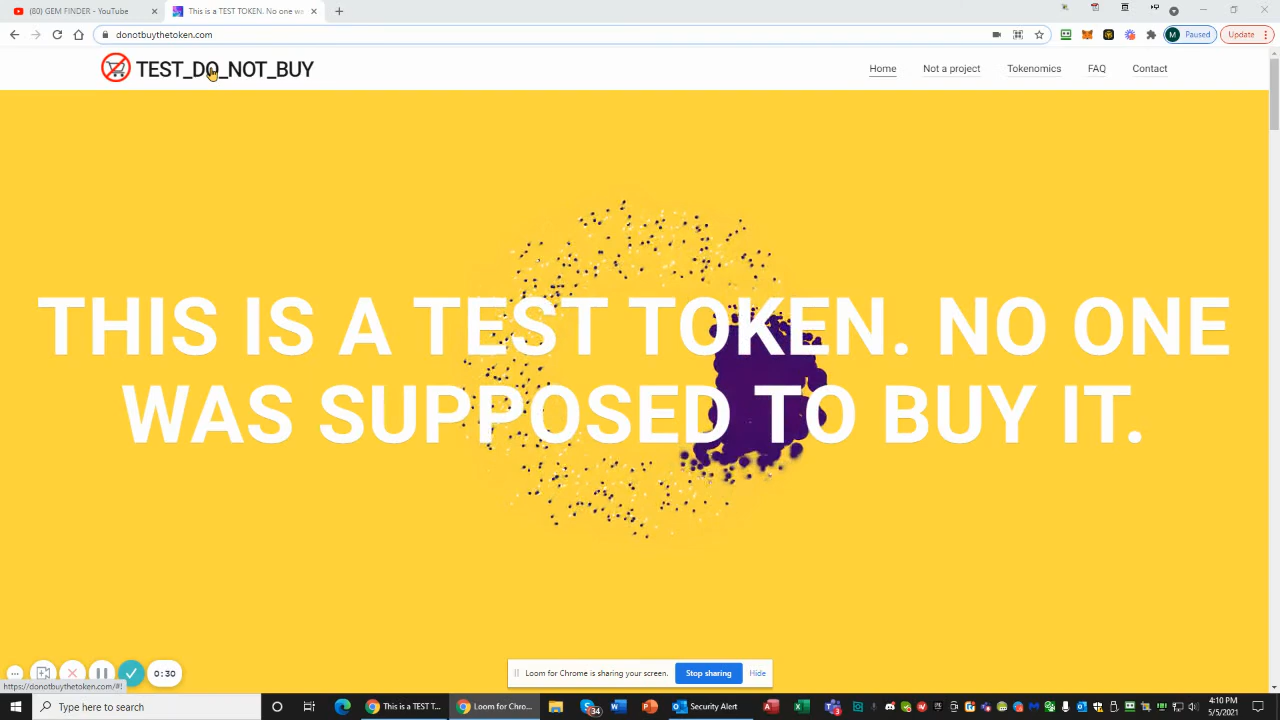 (80) GEM FINDER - YouTube
This is a TEST TOKEN. No one wa
donotbuythetoken.com
M Paused
Update
TEST_DO_NOT_BUY
Home Not a project Tokenomics FAQ Contact
THIS IS A TEST TOKEN. NO ONE
WAS SUPPOSED TO BUY IT.
0:30
Loom for Chrome is sharing your screen. Stop sharing Hide
https://donotbuythetoken.com/#!
Type here to search
This is a TEST T...
Loom for Chro...
34
Security Alert
3
4:10 PM
5/5/2021